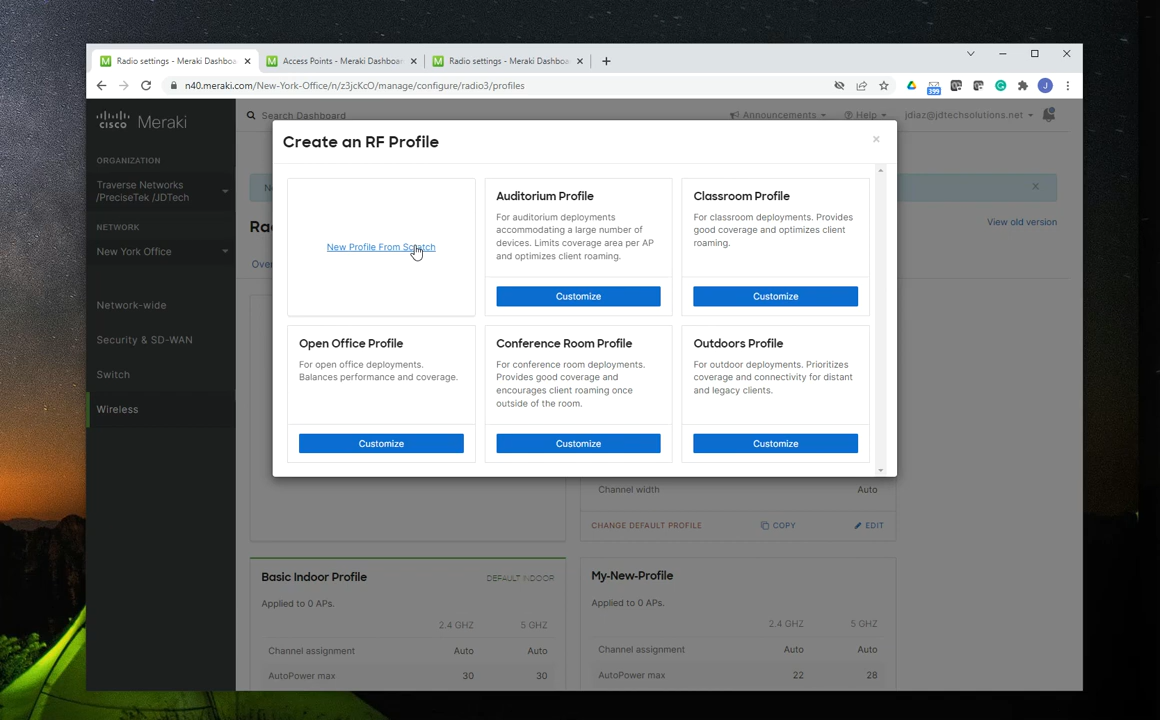 Radio settings - Meraki Dashboa
Access Points - Meraki Dashboar
Radio settings - Meraki Dashboa
n40.meraki.com/New-York-Office/n/z3jcKcO/manage/configure/radio3/profiles
399
J
CISCO Meraki
Search Dashboard
Announcements
Help
jdiaz@jdtechsolutions.net
ORGANIZATION
Traverse Networks
/PreciseTek /JDTech
NETWORK
New York Office
Network-wide
Security & SD-WAN
Switch
Wireless
View old version
Create an RF Profile
New Profile From Scratch
Auditorium Profile
For auditorium deployments
accommodating a large number of
devices. Limits coverage area per AP
and optimizes client roaming.
Customize
Classroom Profile
For classroom deployments. Provides
good coverage and optimizes client
roaming.
Customize
Open Office Profile
For open office deployments.
Balances performance and coverage.
Customize
Conference Room Profile
For conference room deployments.
Provides good coverage and
encourages client roaming once
outside of the room.
Customize
Outdoors Profile
For outdoor deployments. Prioritizes
coverage and connectivity for distant
and legacy clients.
Customize
Channel width Auto
CHANGE DEFAULT PROFILE COPY EDIT
Basic Indoor Profile DEFAULT INDOOR
Applied to 0 APs.
2.4 GHZ 5 GHZ
Channel assignment Auto Auto
AutoPower max 30 30
My-New-Profile
Applied to 0 APs.
2.4 GHZ 5 GHZ
Channel assignment Auto Auto
AutoPower max 22 28